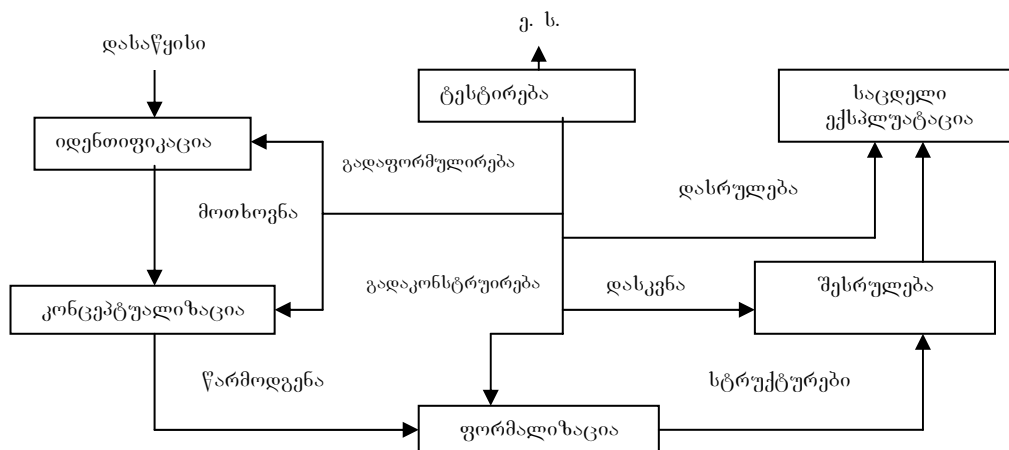 ე. ს.
დასაწყისი
ტესტირება
საცდელი
ექსპლუატაცია
იდენთიფიკაცია
გადაფორმულირება
დასრულება
მოთხოვნა
გადაკონსტრუირება
დასკვნა
შესრულება
კონცეპტუალიზაცია
წარმოდგენა
სტრუქტურები
ფორმალიზაცია